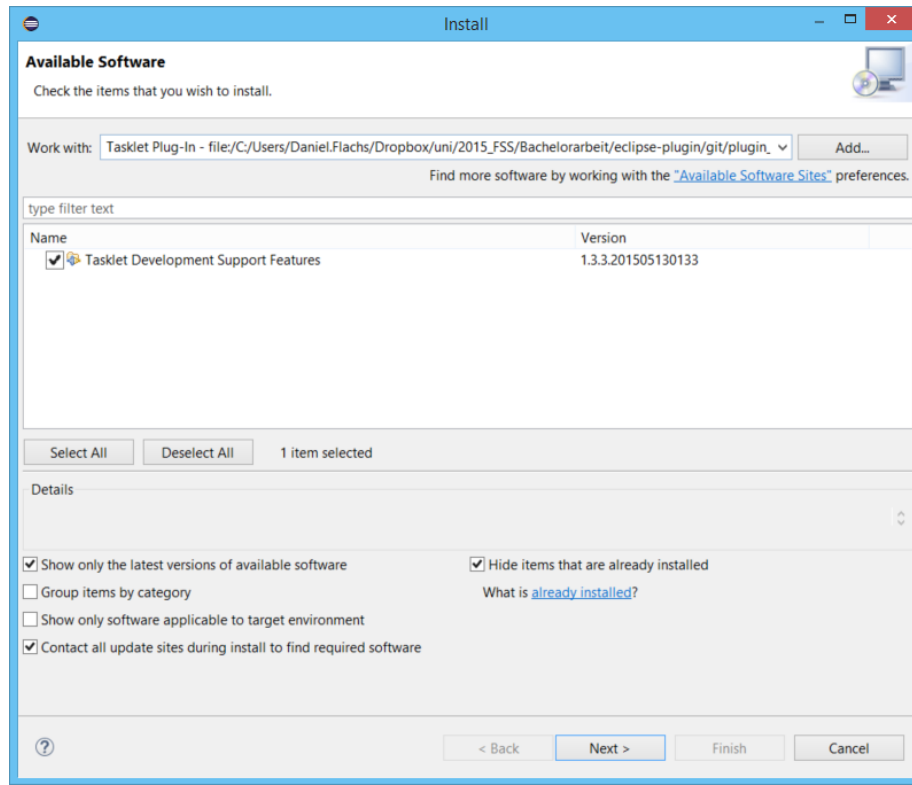 Install
Available Software
Check the items that you wish to install.
Work with: Tasklet Plug-In - file:/C:/Users/Daniel.Flachs/Dropbox/uni/2015_FSS/Bachelorarbeit/eclipse-plugin/git/plugin_ Add...
Find more software by working with the "Available Software Sites" preferences.
type filter text
Name Version
Tasklet Development Support Features 1.3.3.201505130133
Select All Deselect All 1 item selected
Details
Show only the latest versions of available software Hide items that are already installed
Group items by category What is already installed?
Show only software applicable to target environment
Contact all update sites during install to find required software
? < Back Next > Finish Cancel